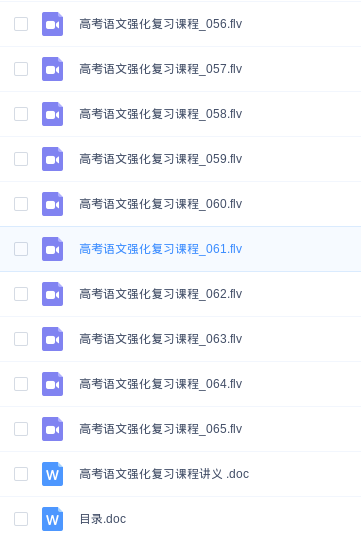 高考语文强化复习课程_056.flv
高考语文强化复习课程_057.flv
高考语文强化复习课程_058.flv
高考语文强化复习课程_059.flv
高考语文强化复习课程_060.flv
高考语文强化复习课程_061.flv
高考语文强化复习课程_062.flv
高考语文强化复习课程_063.flv
高考语文强化复习课程_064.flv
高考语文强化复习课程_065.flv
W 高考语文强化复习课程讲义 .doc
W 目录.doc